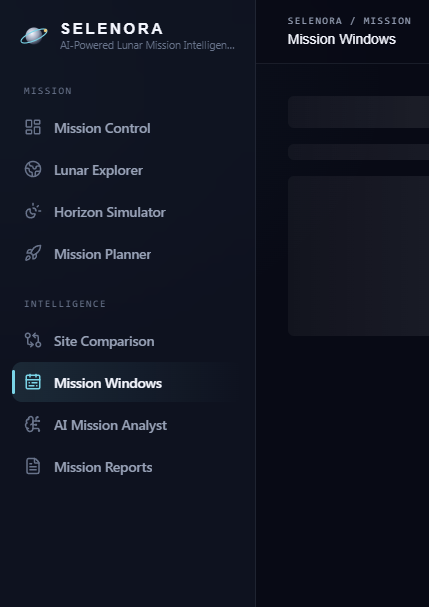 SELENORA
AI-Powered Lunar Mission Intelligen...
MISSION
Mission Control
Lunar Explorer
Horizon Simulator
Mission Planner
INTELLIGENCE
Site Comparison
Mission Windows
AI Mission Analyst
Mission Reports
SELENORA / MISSION
Mission Windows